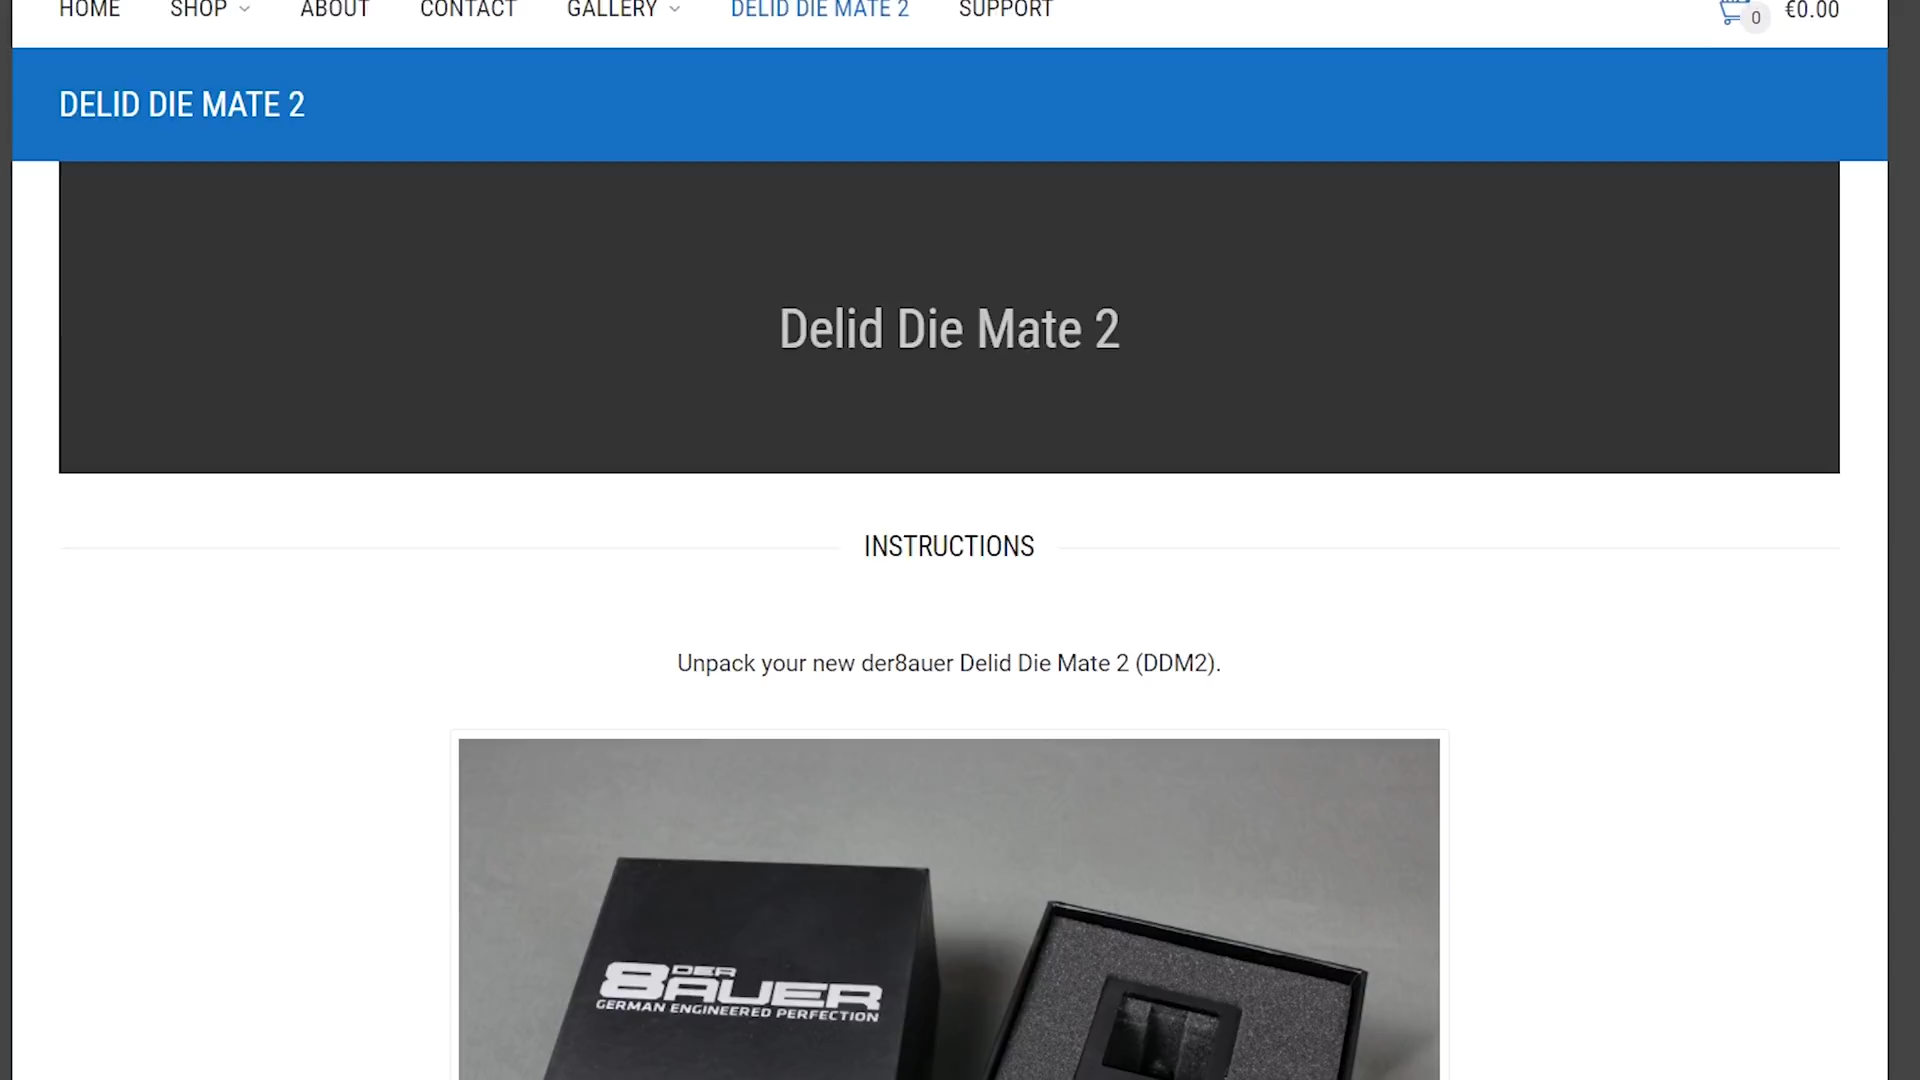 HOME SHOP ABOUT CONTACT GALLERY DELID DIE MATE 2 SUPPORT 0 €0.00
DELID DIE MATE 2
Delid Die Mate 2
INSTRUCTIONS
Unpack your new der8auer Delid Die Mate 2 (DDM2).
DER
8AUER
GERMAN ENGINEERED PERFECTION